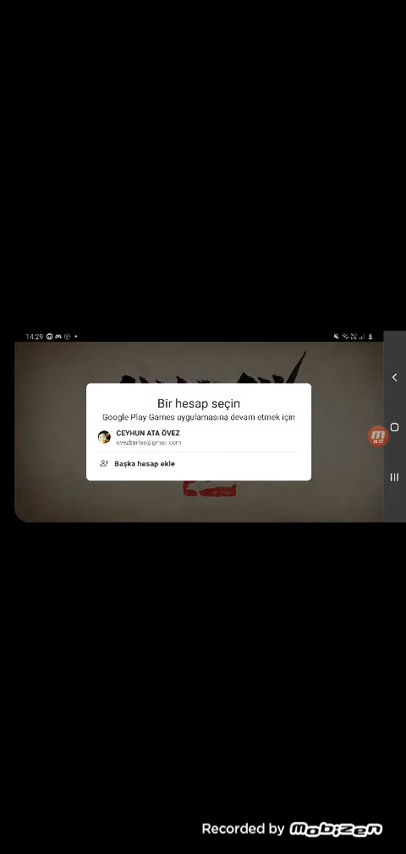 14:29
Bir hesap seçin
Google Play Games uygulamasına devam etmek için
CEYHUN ATA ÖVEZ
Başka hesap ekle
Recorded by mobizen